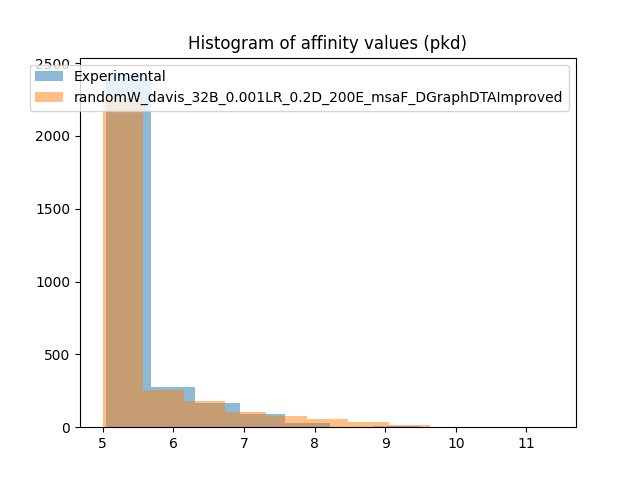 Histogram of affinity values (pkd)
Experimental
randomW_davis_32B_0.001LR_0.2D_200E_msaF_DGraphDTAImproved
2500
2000
1500
1000
500
0
5 6 7 8 9 10 11